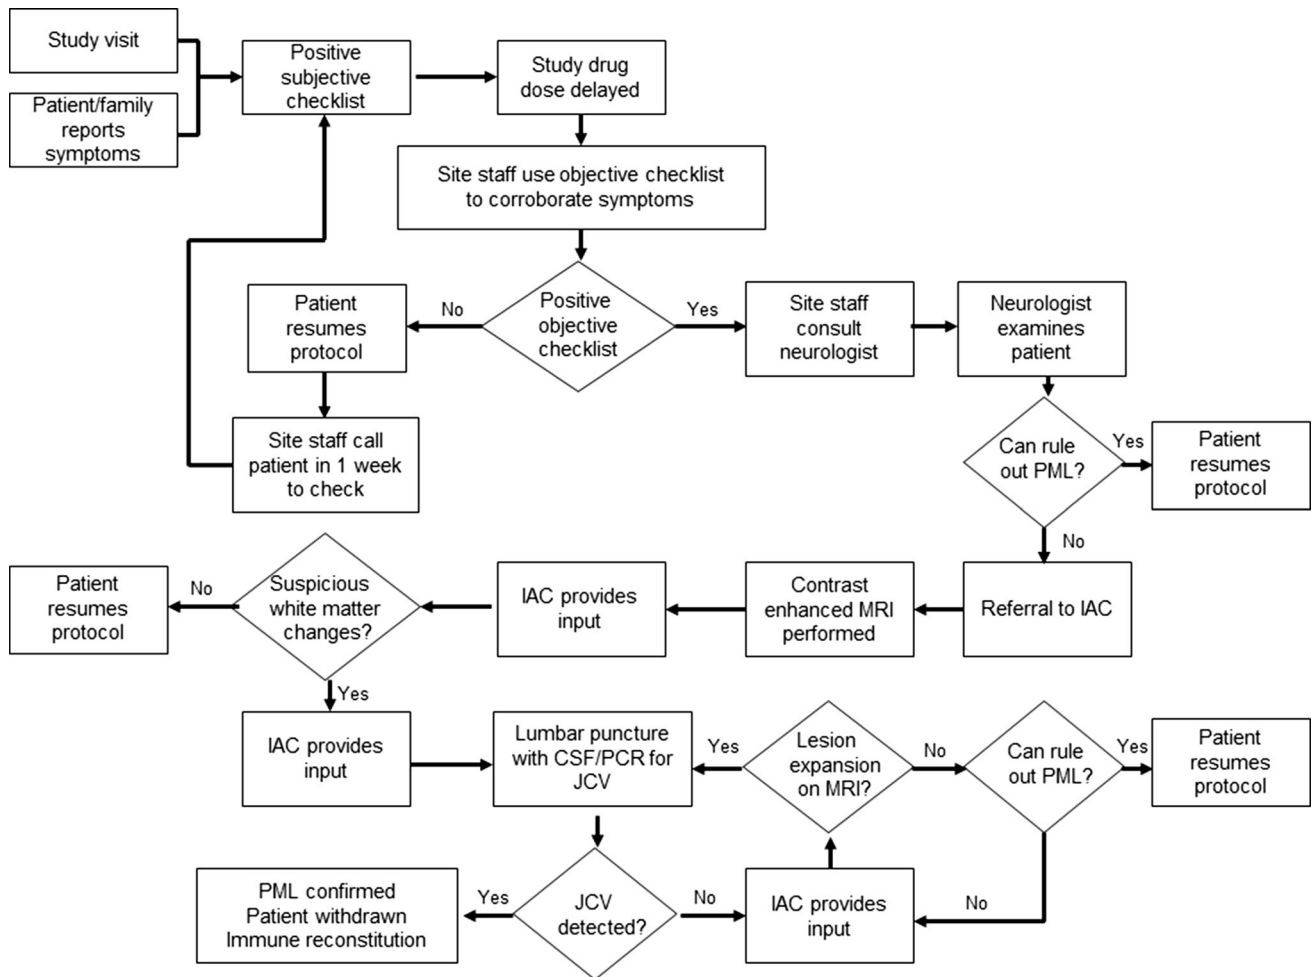 Study visit
Positive
subjective
checklist
Study drug
dose delayed
Patient/family
reports
symptoms
Site staff use objective checklist
to corroborate symptoms
Patient
resumes
protocol
No
Positive
objective
checklist
Yes
Site staff
consult
neurologist
Neurologist
examines
patient
Site staff call
patient in 1 week
to check
Can rule
out PML?
Yes
Patient
resumes
protocol
No
Patient
resumes
protocol
No
Suspicious
white matter
changes?
IAC provides
input
Contrast
enhanced MRI
performed
Referral to IAC
Yes
IAC provides
input
Lumbar puncture
with CSF/PCR for
JCV
Yes
Lesion
expansion
on MRI?
No
Can rule
out PML?
Yes
Patient
resumes
protocol
PML confirmed
Patient withdrawn
Immune reconstitution
Yes
JCV
detected?
No
IAC provides
input
No